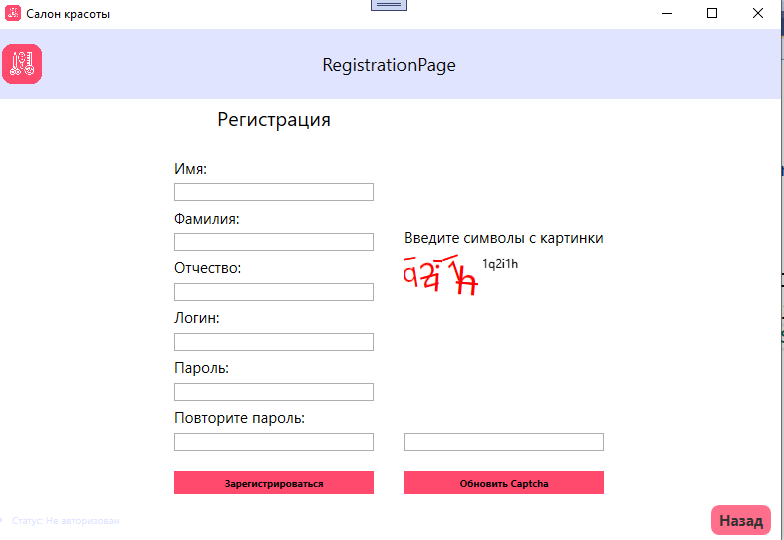 Салон красоты
RegistrationPage
Регистрация
Имя:
Фамилия:
Введите символы с картинки
q2i1h
1q2i1h
Отчество:
Логин:
Пароль:
Повторите пароль:
Зарегистрироваться
Обновить Captcha
Статус: Не авторизован
Назад